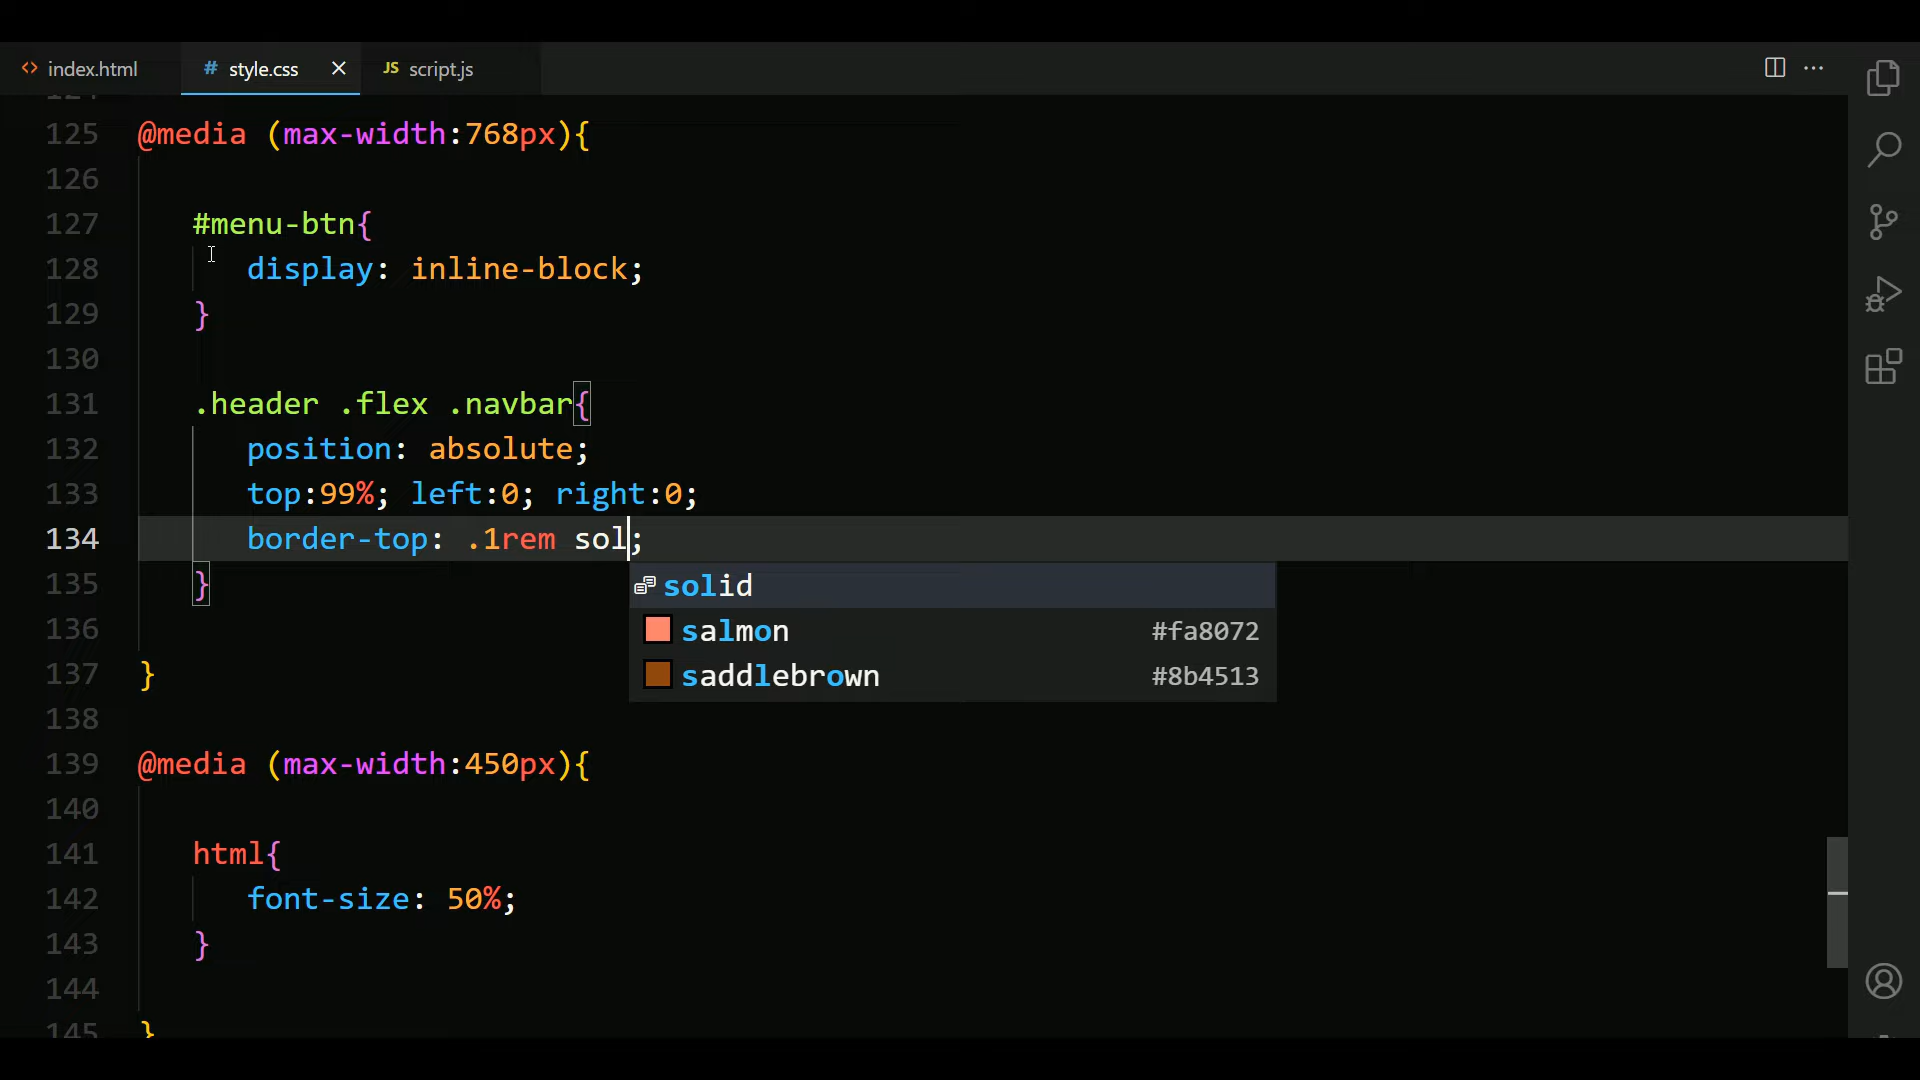 index.html style.css script.js
125 @media (max-width:768px){
126
127 #menu-btn{
128 display: inline-block;
129 }
130
131 .header .flex .navbar{
132 position: absolute;
133 top:99%; left:0; right:0;
134 border-top: .1rem sol;
135 }
solid
136
salmon #fa8072
137 }
saddlebrown #8b4513
138
139 @media (max-width:450px){
140
141 html{
142 font-size: 50%;
143 }
144
145 }